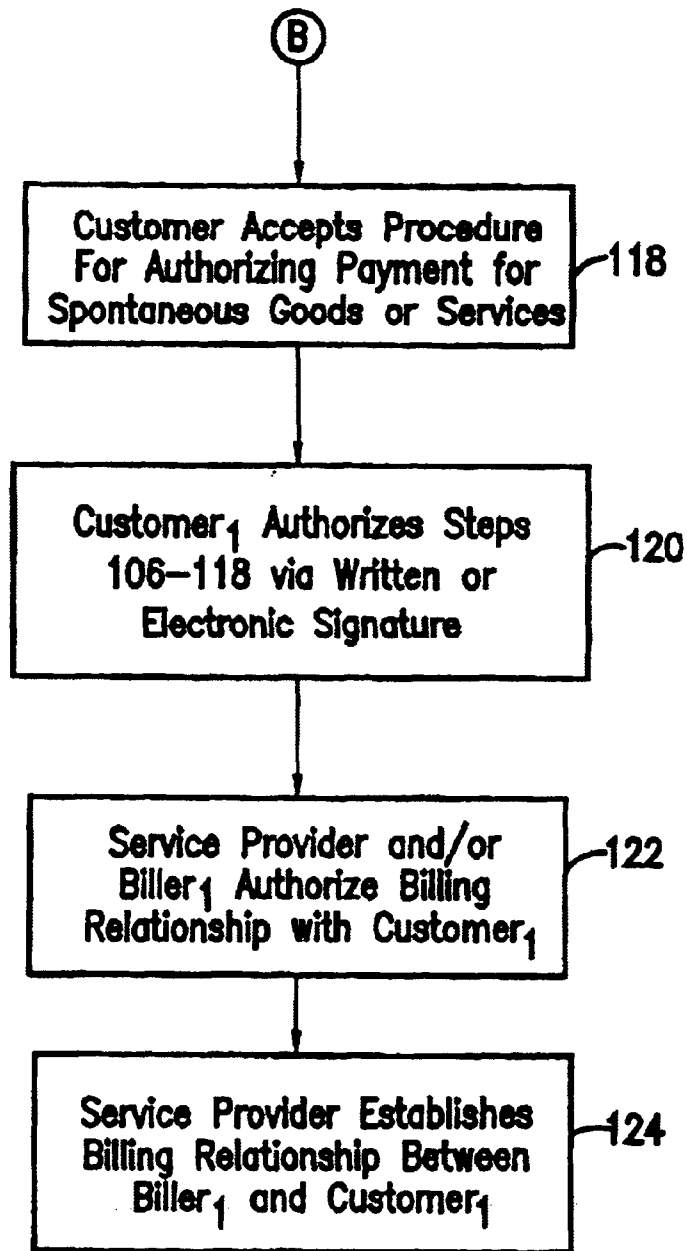 B
Customer Accepts Procedure
For Authorizing Payment for
Spontaneous Goods or Services
118
Customer₁ Authorizes Steps
106-118 via Written or
Electronic Signature
120
Service Provider and/or
Biller₁ Authorize Billing
Relationship with Customer₁
122
Service Provider Establishes
Billing Relationship Between
Biller₁ and Customer₁
124